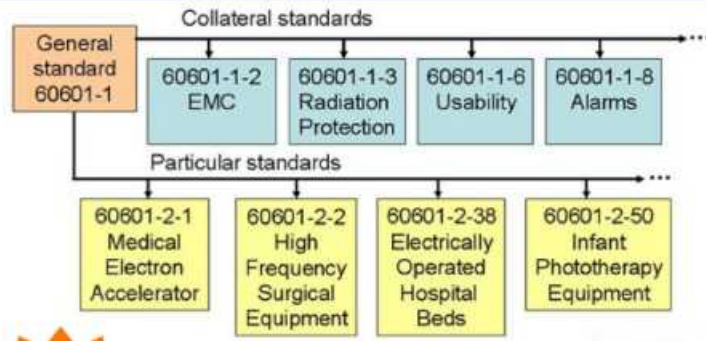 Collateral standards
General
standard
60601-1
...
60601-1-2
EMC
60601-1-3
Radiation
Protection
60601-1-6
Usability
60601-1-8
Alarms
Particular standards
...
60601-2-1
Medical
Electron
Accelerator
60601-2-2
High
Frequency
Surgical
Equipment
60601-2-38
Electrically
Operated
Hospital
Beds
60601-2-50
Infant
Phototherapy
Equipment